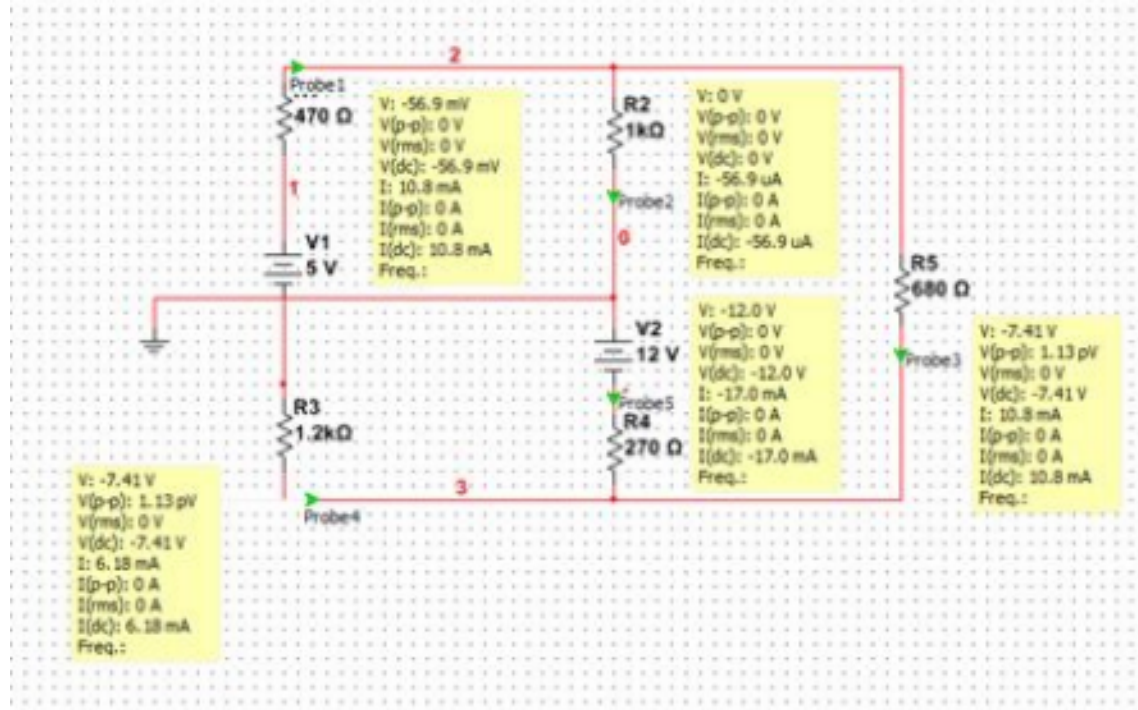 2
Probe1
470 Ω
V: -56.9 mV
V(p-p): 0 V
V(rms): 0 V
V(dc): -56.9 mV
I: 10.8 mA
I(p-p): 0 A
I(rms): 0 A
I(dc): 10.8 mA
Freq.:
R2
1kΩ
Probe2
V: 0 V
V(p-p): 0 V
V(rms): 0 V
V(dc): 0 V
I: -56.9 uA
I(p-p): 0 A
I(rms): 0 A
I(dc): -56.9 uA
Freq.:
1
V1
5 V
0
R5
680 Ω
V2
12 V
Probe5
R4
270 Ω
V: -12.0 V
V(p-p): 0 V
V(rms): 0 V
V(dc): -12.0 V
I: -17.0 mA
I(p-p): 0 A
I(rms): 0 A
I(dc): -17.0 mA
Freq.:
Probe3
V: -7.41 V
V(p-p): 1.13 pV
V(rms): 0 V
V(dc): -7.41 V
I: 10.8 mA
I(p-p): 0 A
I(rms): 0 A
I(dc): 10.8 mA
Freq.:
R3
1.2kΩ
3
Probe4
V: -7.41 V
V(p-p): 1.13 pV
V(rms): 0 V
V(dc): -7.41 V
I: 6.18 mA
I(p-p): 0 A
I(rms): 0 A
I(dc): 6.18 mA
Freq.: